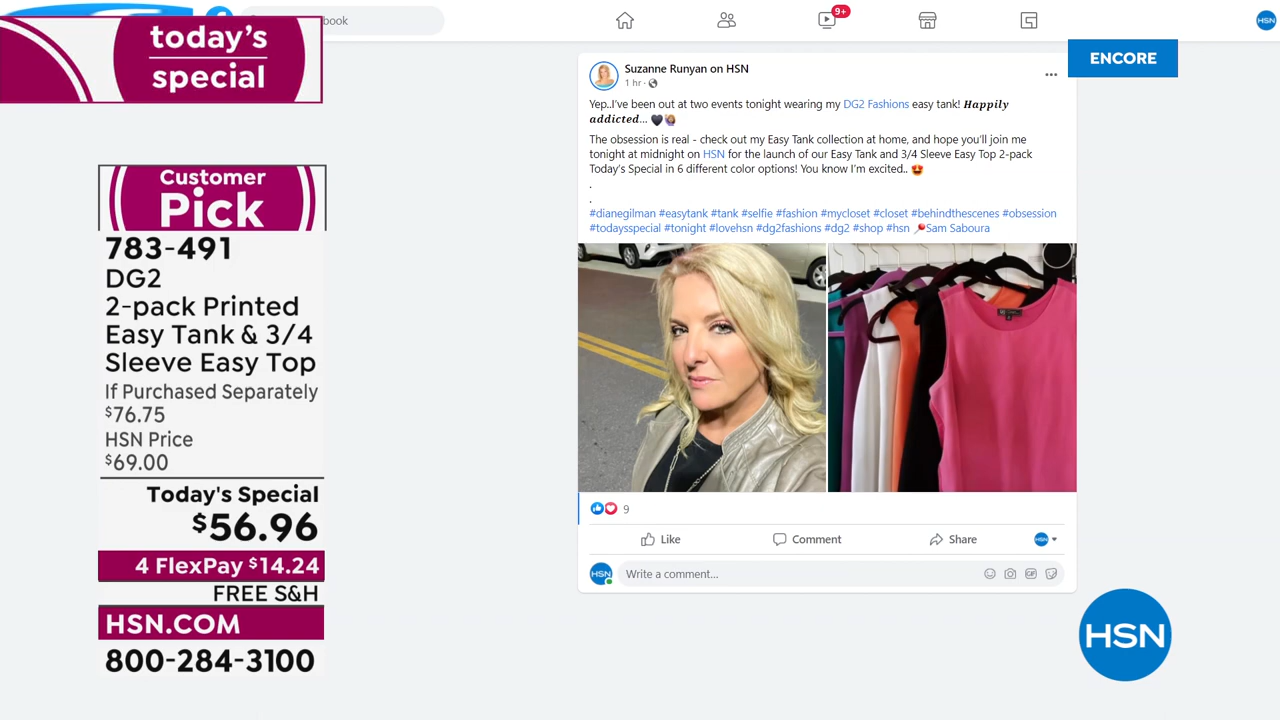 today's
special
book
9+
HSN
ENCORE
Customer
Pick
783-491
DG2
2-pack Printed
Easy Tank & 3/4
Sleeve Easy Top
If Purchased Separately
$76.75
HSN Price
$69.00
Today's Special
$56.96
4 FlexPay $14.24
FREE S&H
HSN.COM
800-284-3100
Suzanne Runyan on HSN
1 hr ·
Yep..I've been out at two events tonight wearing my DG2 Fashions easy tank! Happily
addicted... 🖤🤷🏼‍♀️
The obsession is real - check out my Easy Tank collection at home, and hope you'll join me
tonight at midnight on HSN for the launch of our Easy Tank and 3/4 Sleeve Easy Top 2-pack
Today's Special in 6 different color options! You know I'm excited.. 😍
.
.
#dianegilman #easytank #tank #selfie #fashion #mycloset #closet #behindthescenes #obsession
#todaysspecial #tonight #lovehsn #dg2fashions #dg2 #shop #hsn 📍Sam Saboura
9
Like Comment Share HSN
HSN Write a comment... GIF
HSN